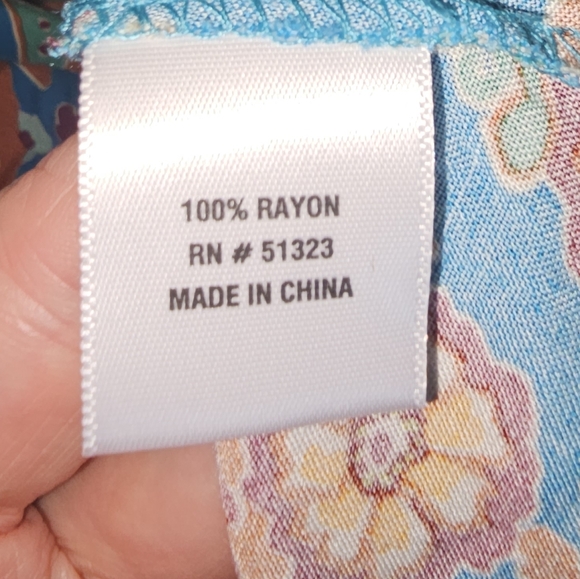 100% RAYON
RN # 51323
MADE IN CHINA